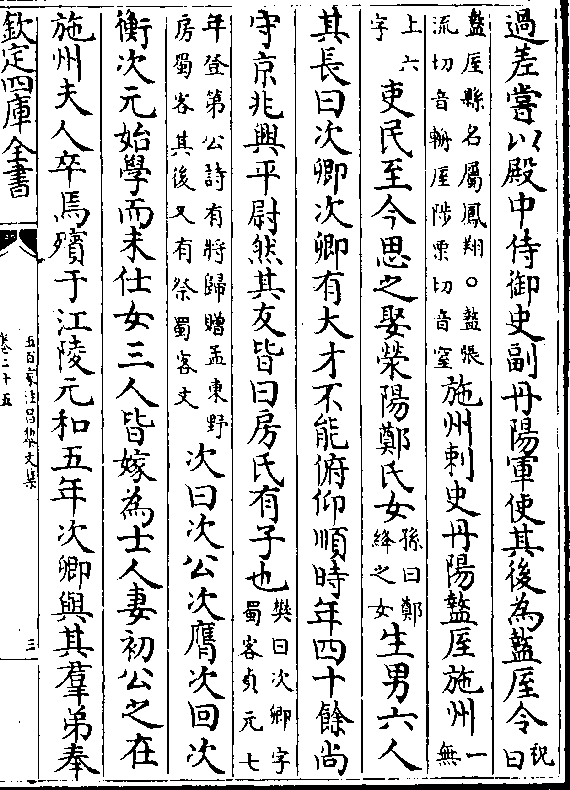 過差嘗以殿中侍御史副丹陽軍使其後為盩厔令祝曰
盩厔縣名屬鳳翔○盩張流切音輈厔陟栗切音窒施州刺史丹陽盩厔施州一無
上六字吏民至今思之娶滎陽鄭氏女孫曰鄭絳之女生男六人
其長曰次卿次卿有大才不能俯仰順時年四十餘尚
守京兆興平尉然其友皆曰房氏有子也樊曰次卿字蜀客貞元七
年登第公詩有將歸贈孟東野房蜀客其後又有祭蜀客文次曰次公次膺次回次
衡次元始學而未仕女三人皆嫁為士人妻初公之在
施州夫人卒焉殯于江陵元和五年次卿與其羣弟奉
欽定四庫全書
五百家注昌黎文集
卷二十五
三